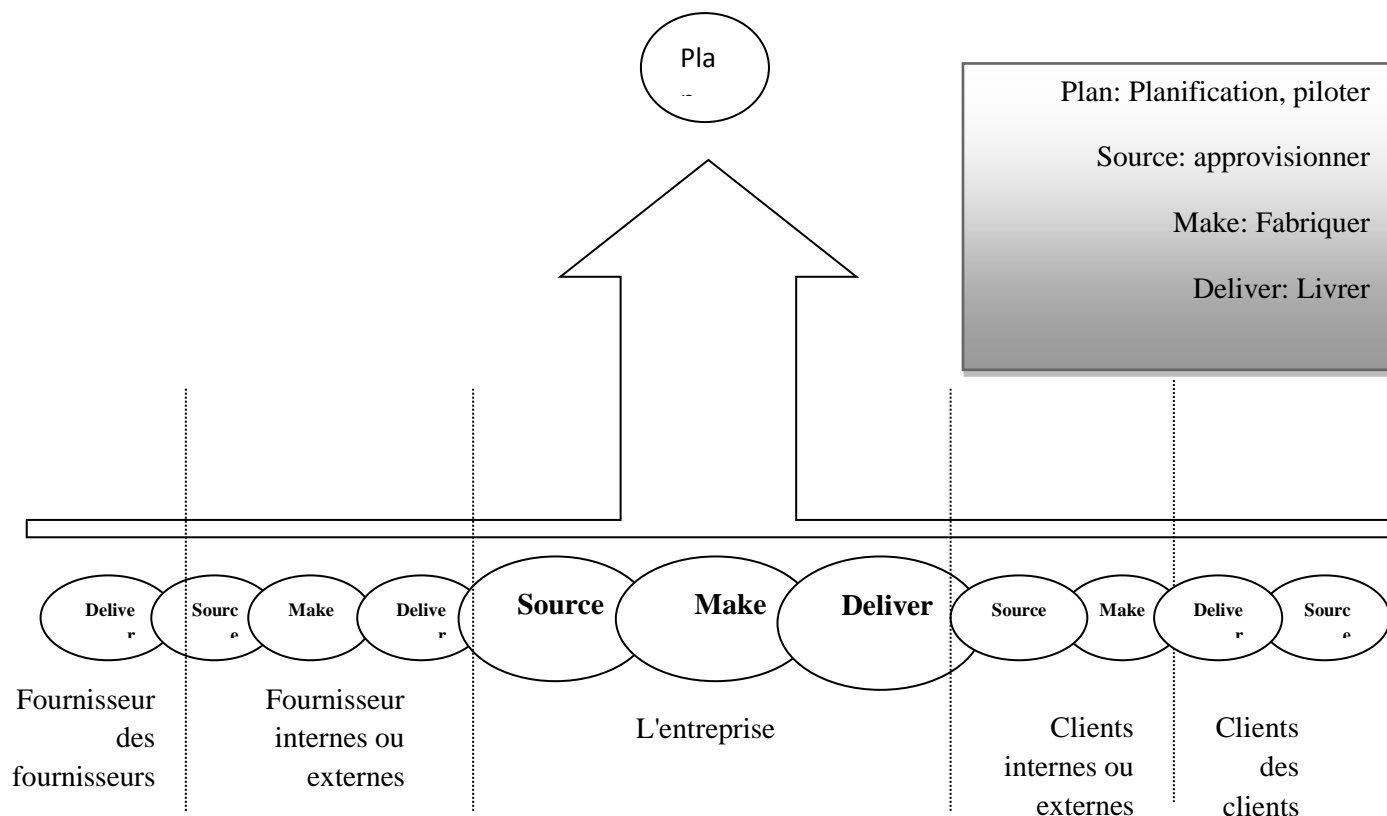 Pla
n
Plan: Planification, piloter
Source: approvisionner
Make: Fabriquer
Deliver: Livrer
Delive
r
Sourc
e
Make
Delive
r
Source
Make
Deliver
Source
Make
Delive
r
Sourc
e
Fournisseur
des
fournisseurs
Fournisseur
internes ou
externes
L'entreprise
Clients
internes ou
externes
Clients
des
clients